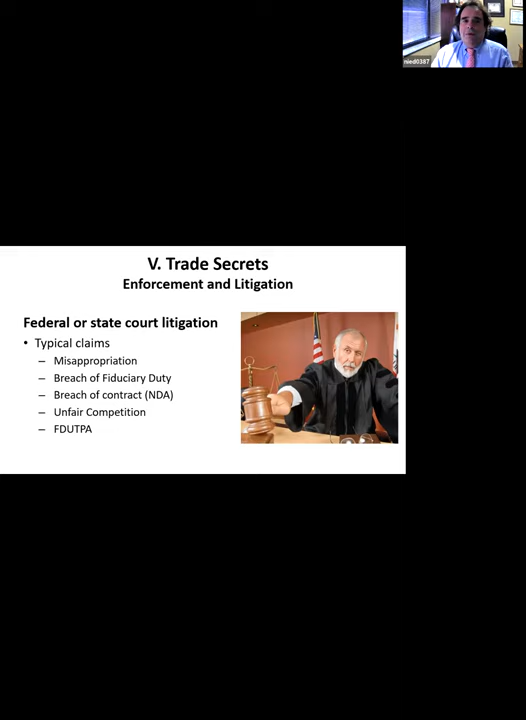 nied0387
V. Trade Secrets
Enforcement and Litigation
Federal or state court litigation
• Typical claims
– Misappropriation
– Breach of Fiduciary Duty
– Breach of contract (NDA)
– Unfair Competition
– FDUTPA